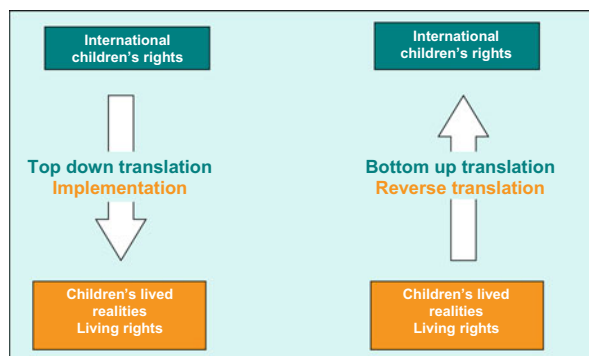 International
children's rights
Top down translation
Implementation
Children's lived
realities
Living rights
International
children's rights
Bottom up translation
Reverse translation
Children's lived
realities
Living rights